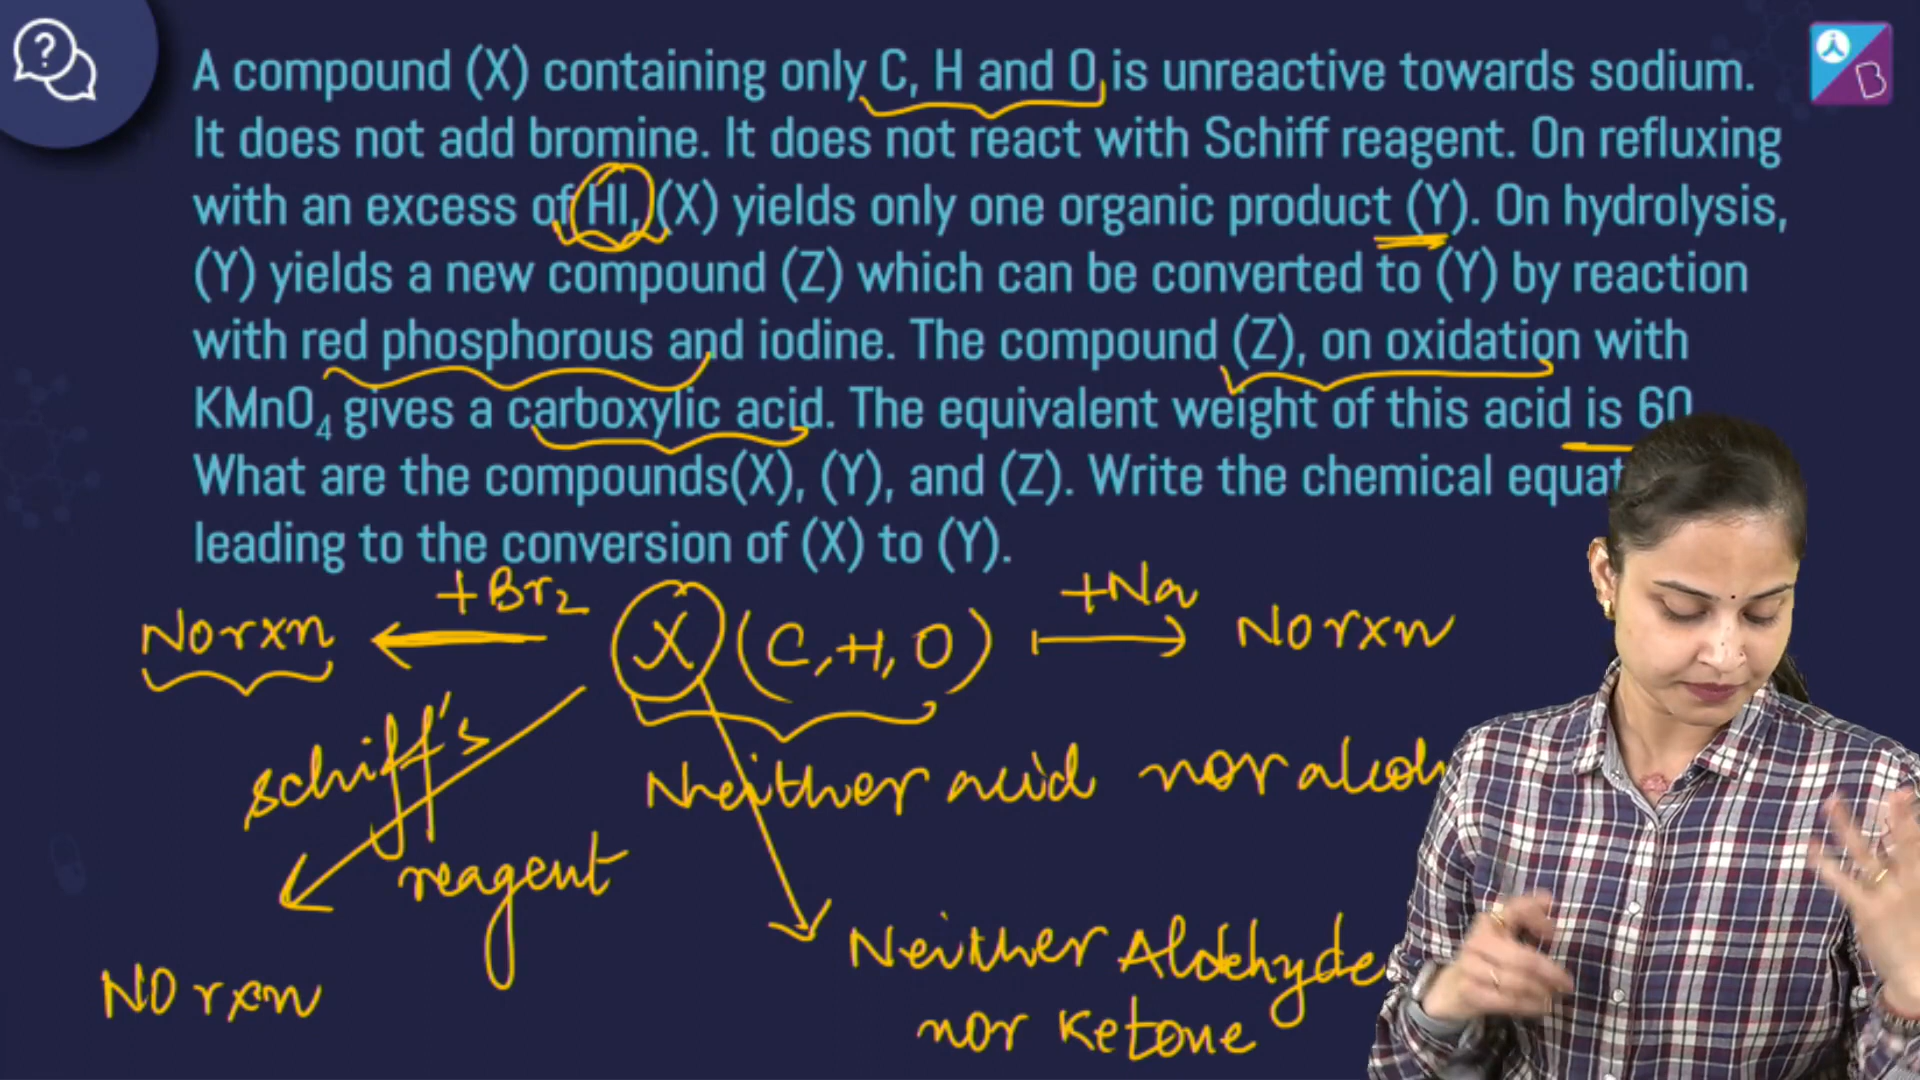 A compound (X) containing only C, H and O, is unreactive towards sodium.
It does not add bromine. It does not react with Schiff reagent. On refluxing
with an excess of HI, (X) yields only one organic product (Y). On hydrolysis,
(Y) yields a new compound (Z) which can be converted to (Y) by reaction
with red phosphorous and iodine. The compound (Z), on oxidation with
KMnO₄ gives a carboxylic acid. The equivalent weight of this acid is 60
What are the compounds(X), (Y), and (Z). Write the chemical equat
leading to the conversion of (X) to (Y).
Norxn +Br₂ X (C,H,O) +Na Norxn
schiff's
Neither acid nor alcoh
reagent
Neither Aldehyde
NO rxn
nor Ketone
B
?